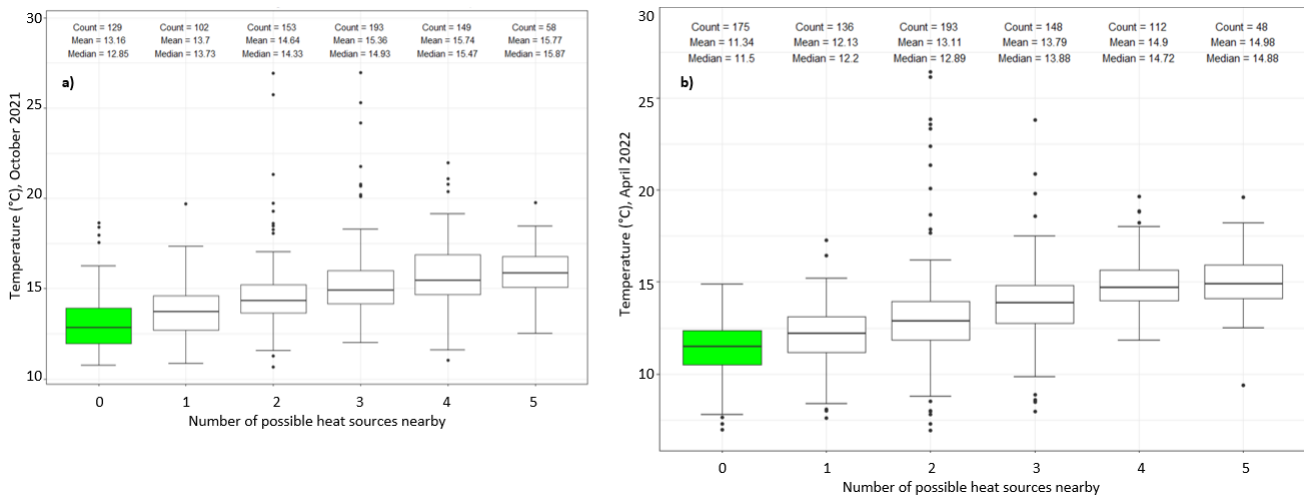 30
Count = 129 Count = 102 Count = 153 Count = 193 Count = 149 Count = 58
Mean = 13.16 Mean = 13.7 Mean = 14.64 Mean = 15.36 Mean = 15.74 Mean = 15.77
Median = 12.85 Median = 13.73 Median = 14.33 Median = 14.93 Median = 15.47 Median = 15.87
a)
25
20
15
10
Temperature (°C), October 2021
0 1 2 3 4 5
Number of possible heat sources nearby
30
Count = 175 Count = 136 Count = 193 Count = 148 Count = 112 Count = 48
Mean = 11.34 Mean = 12.13 Mean = 13.11 Mean = 13.79 Mean = 14.9 Mean = 14.98
Median = 11.5 Median = 12.2 Median = 12.89 Median = 13.88 Median = 14.72 Median = 14.88
b)
25
20
15
10
Temperature (°C), April 2022
0 1 2 3 4 5
Number of possible heat sources nearby